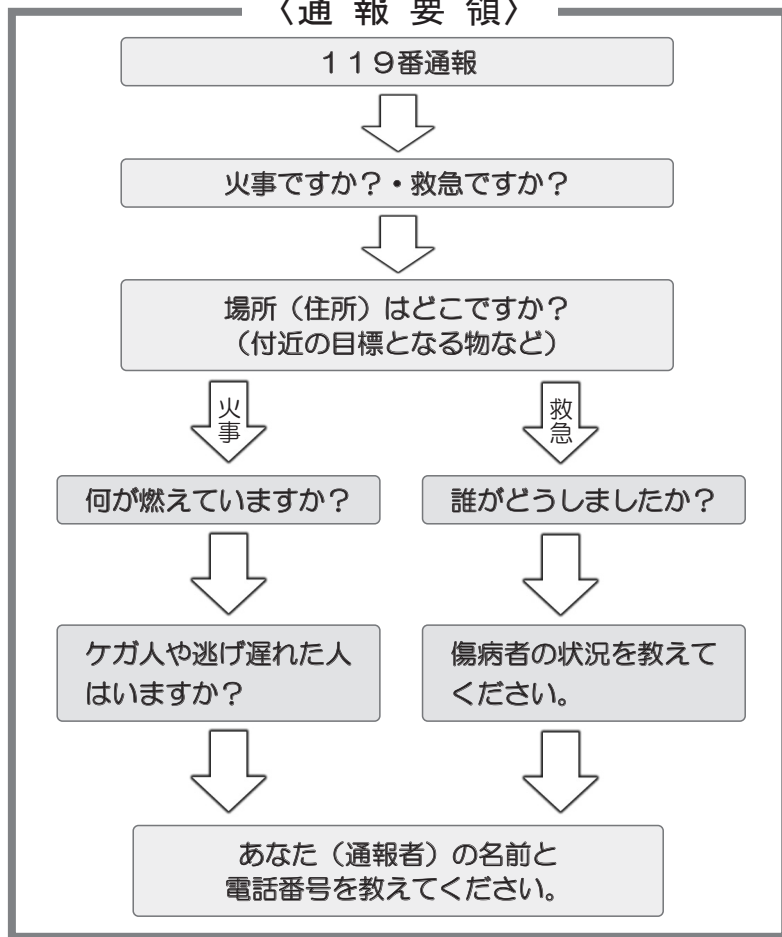 〈通報要領〉
119番通報
火事ですか？・救急ですか？
場所（住所）はどこですか？
（付近の目標となる物など）
火事
救急
何が燃えていますか？
誰がどうしましたか？
ケガ人や逃げ遅れた人
はいますか？
傷病者の状況を教えて
ください。
あなた（通報者）の名前と
電話番号を教えてください。